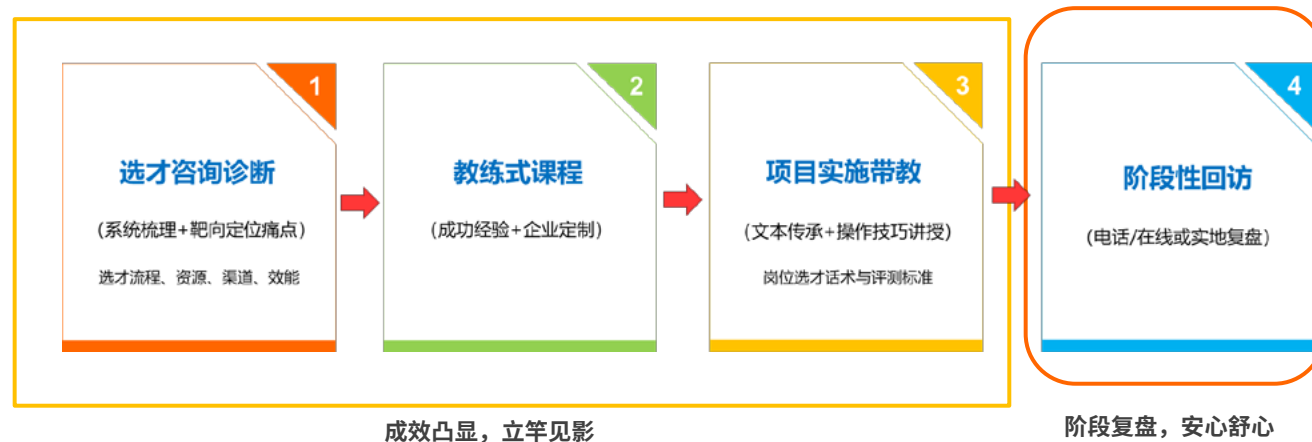 1
选才咨询诊断
(系统梳理+靶向定位痛点)
选才流程、资源、渠道、效能
2
教练式课程
(成功经验+企业定制)
3
项目实施带教
(文本传承+操作技巧讲授)
岗位选才话术与评测标准
4
阶段性回访
(电话/在线或实地复盘)
成效凸显，立竿见影
阶段复盘，安心舒心